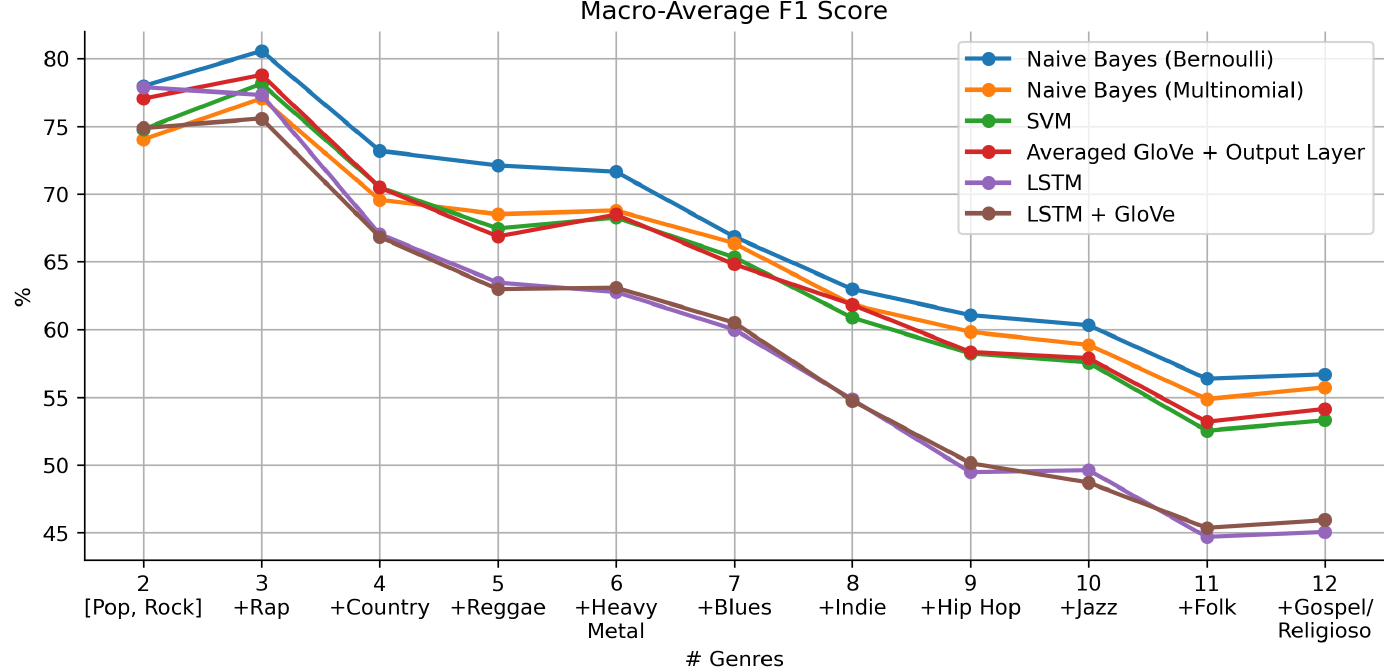 Macro-Average F1 Score
Naive Bayes (Bernoulli)
Naive Bayes (Multinomial)
SVM
Averaged GloVe + Output Layer
LSTM
LSTM + GloVe
%
80
75
70
65
60
55
50
45
2 3 4 5 6 7 8 9 10 11 12
[Pop, Rock] +Rap +Country +Reggae +Heavy +Blues +Indie +Hip Hop +Jazz +Folk +Gospel/
Metal Religioso
# Genres